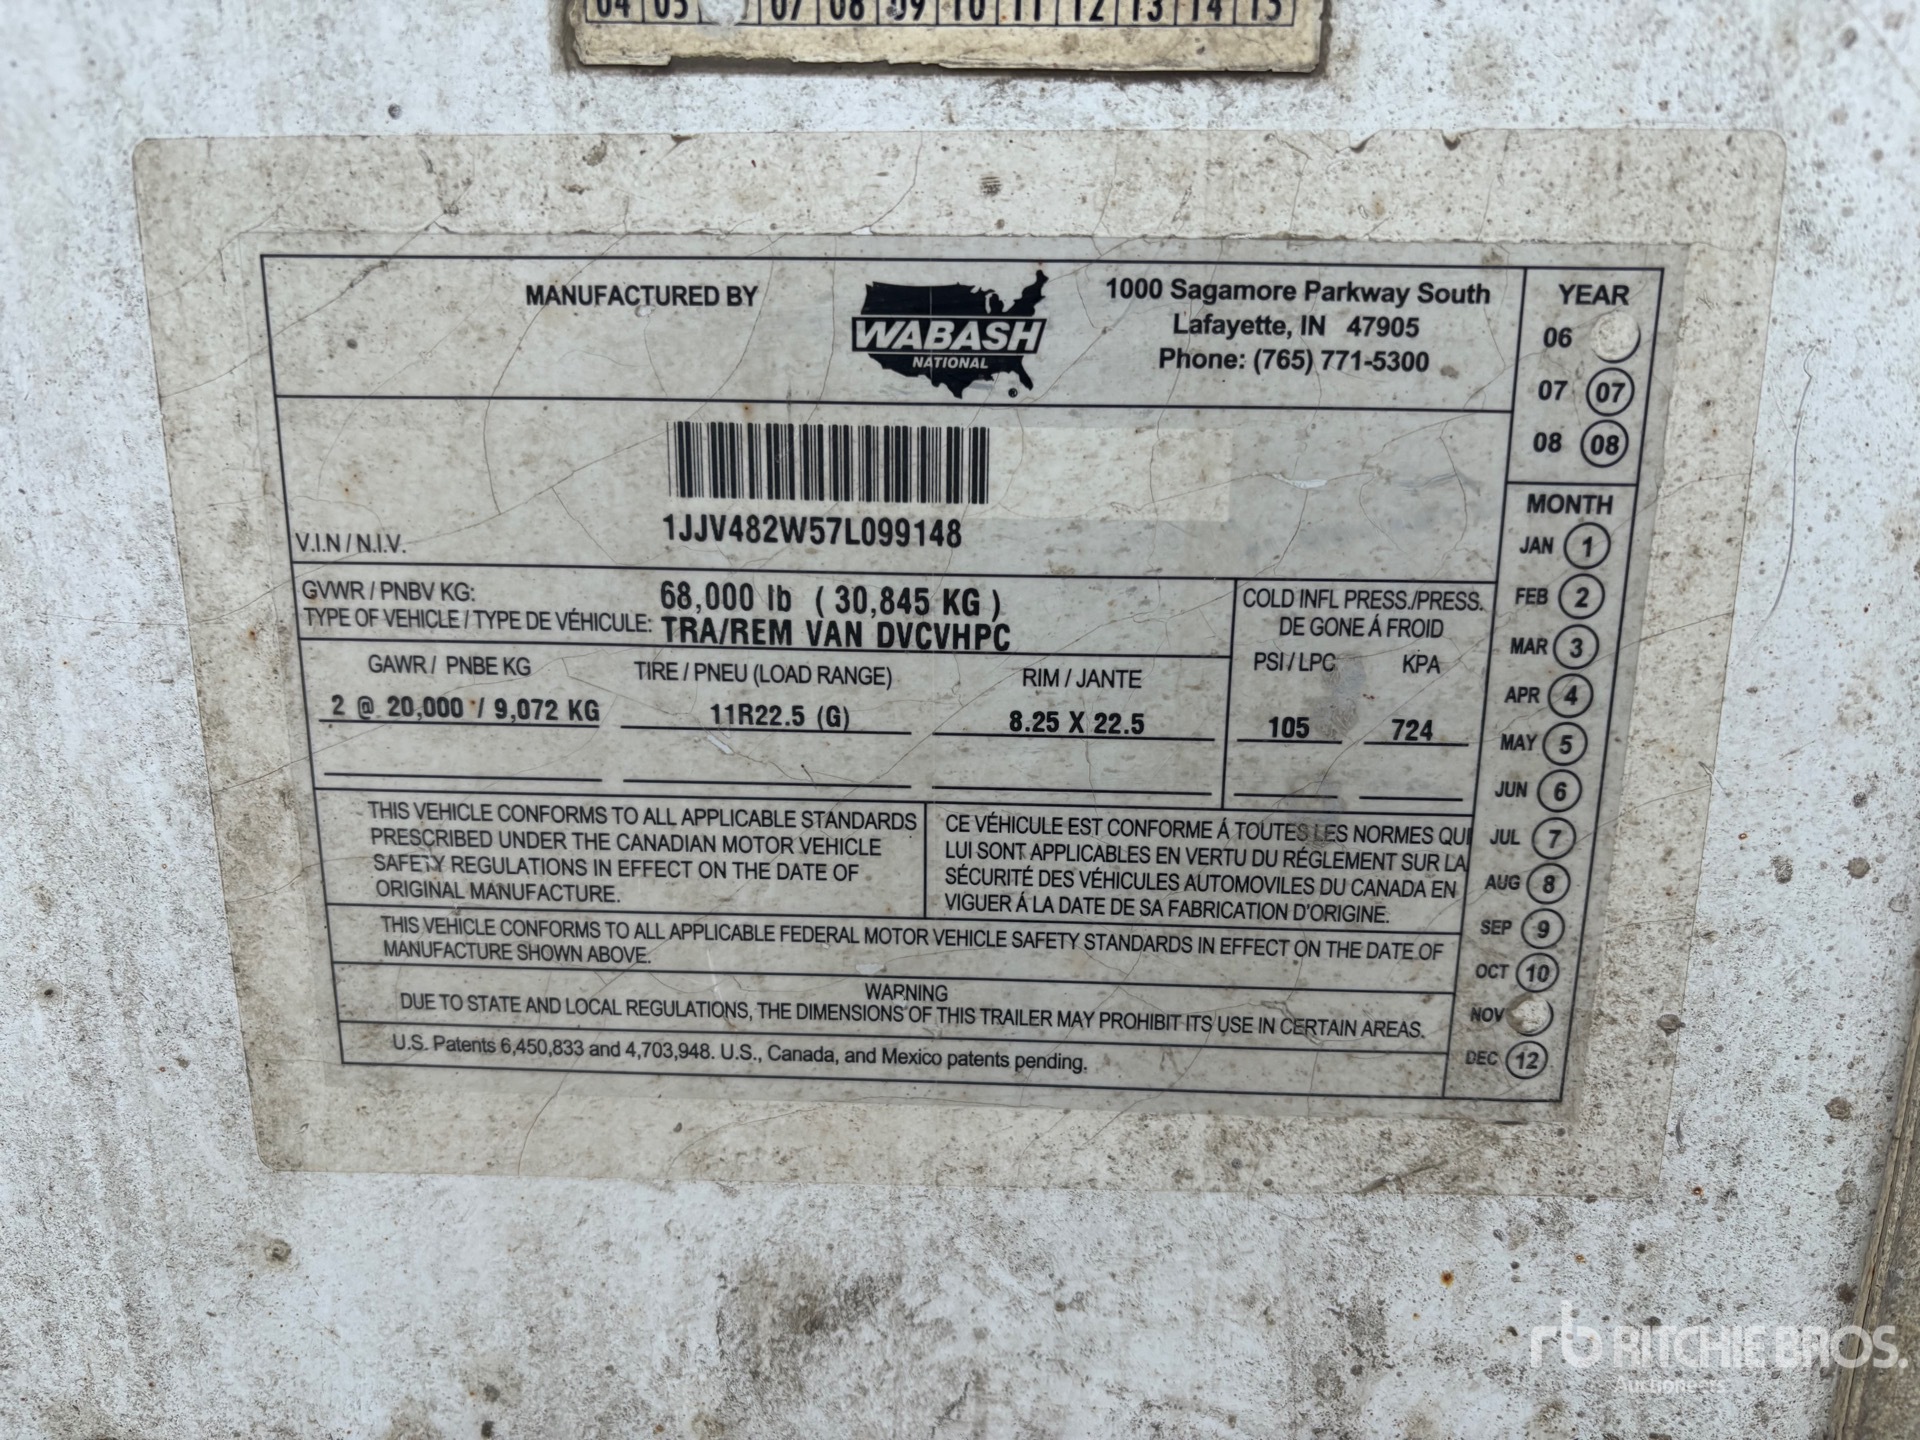 04 05 07 08 09 10 11 12 13 14 15
MANUFACTURED BY
WABASH
NATIONAL
®
1000 Sagamore Parkway South
Lafayette, IN 47905
Phone: (765) 771-5300
YEAR
06
07 07
08 08
V.I.N / N.I.V.
1JJV482W57L099148
GVWR / PNBV KG: 68,000 lb ( 30,845 KG )
TYPE OF VEHICLE / TYPE DE VÉHICULE: TRA/REM VAN DVCVHPC
COLD INFL PRESS./PRESS.
DE GONE Á FROID
PSI / LPC KPA
GAWR / PNBE KG TIRE / PNEU (LOAD RANGE) RIM / JANTE
2 @ 20,000 / 9,072 KG 11R22.5 (G) 8.25 X 22.5 105 724
MONTH
JAN 1
FEB 2
MAR 3
APR 4
MAY 5
JUN 6
JUL 7
AUG 8
SEP 9
OCT 10
NOV
DEC 12
THIS VEHICLE CONFORMS TO ALL APPLICABLE STANDARDS
PRESCRIBED UNDER THE CANADIAN MOTOR VEHICLE
SAFETY REGULATIONS IN EFFECT ON THE DATE OF
ORIGINAL MANUFACTURE.
CE VÉHICULE EST CONFORME Á TOUTES LES NORMES QUI
LUI SONT APPLICABLES EN VERTU DU RÉGLEMENT SUR LA
SÉCURITÉ DES VÉHICULES AUTOMOVILES DU CANADA EN
VIGUER Á LA DATE DE SA FABRICATION D'ORIGINE.
THIS VEHICLE CONFORMS TO ALL APPLICABLE FEDERAL MOTOR VEHICLE SAFETY STANDARDS IN EFFECT ON THE DATE OF
MANUFACTURE SHOWN ABOVE.
WARNING
DUE TO STATE AND LOCAL REGULATIONS, THE DIMENSIONS OF THIS TRAILER MAY PROHIBIT ITS USE IN CERTAIN AREAS.
U.S. Patents 6,450,833 and 4,703,948. U.S., Canada, and Mexico patents pending.
rb RITCHIE BROS.
Auctioneers